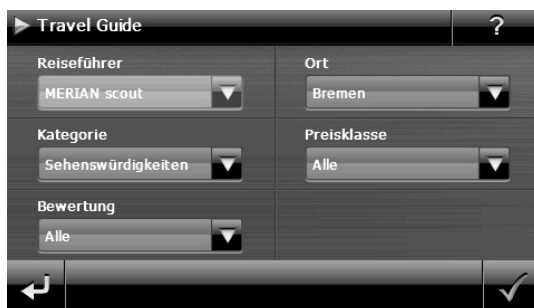 Travel Guide ?
Reiseführer
MERIAN scout
Ort
Bremen
Kategorie
Sehenswürdigkeiten
Preisklasse
Alle
Bewertung
Alle